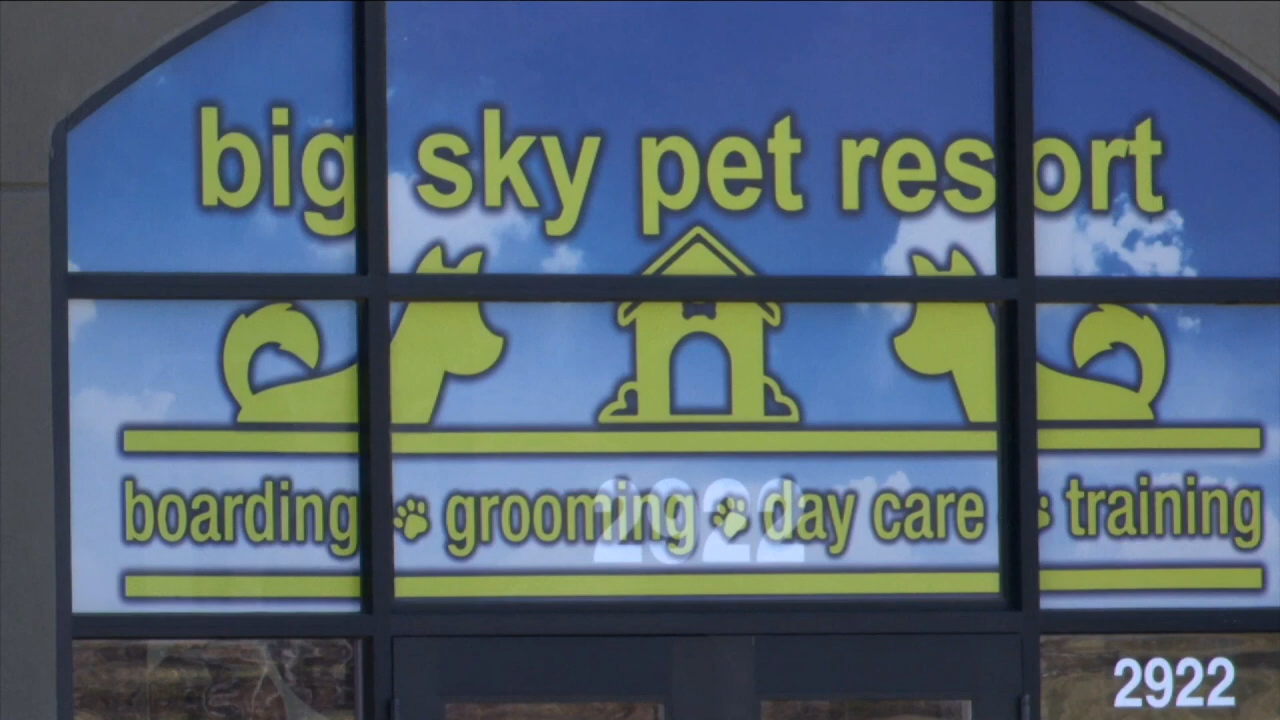 big sky pet resort
boarding grooming day care training
2922
2922